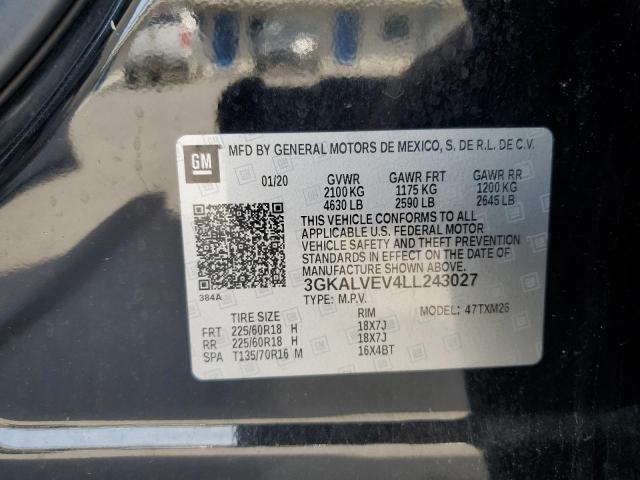 GM MFD BY GENERAL MOTORS DE MEXICO, S. DE R.L. DE C.V.
01/20 GVWR GAWR FRT GAWR RR
2100 KG 1175 KG 1200 KG
4630 LB 2590 LB 2645 LB
THIS VEHICLE CONFORMS TO ALL
APPLICABLE U.S. FEDERAL MOTOR
VEHICLE SAFETY AND THEFT PREVENTION
STANDARDS IN EFFECT ON THE DATE OF
MANUFACTURE SHOWN ABOVE.
384A 3GKALVEV4LL243027
TYPE: M.P.V. MODEL: 47TXM26
TIRE SIZE RIM
FRT 225/60R18 H 18X7J
RR 225/60R18 H 18X7J
SPA T135/70R16 M 16X4BT